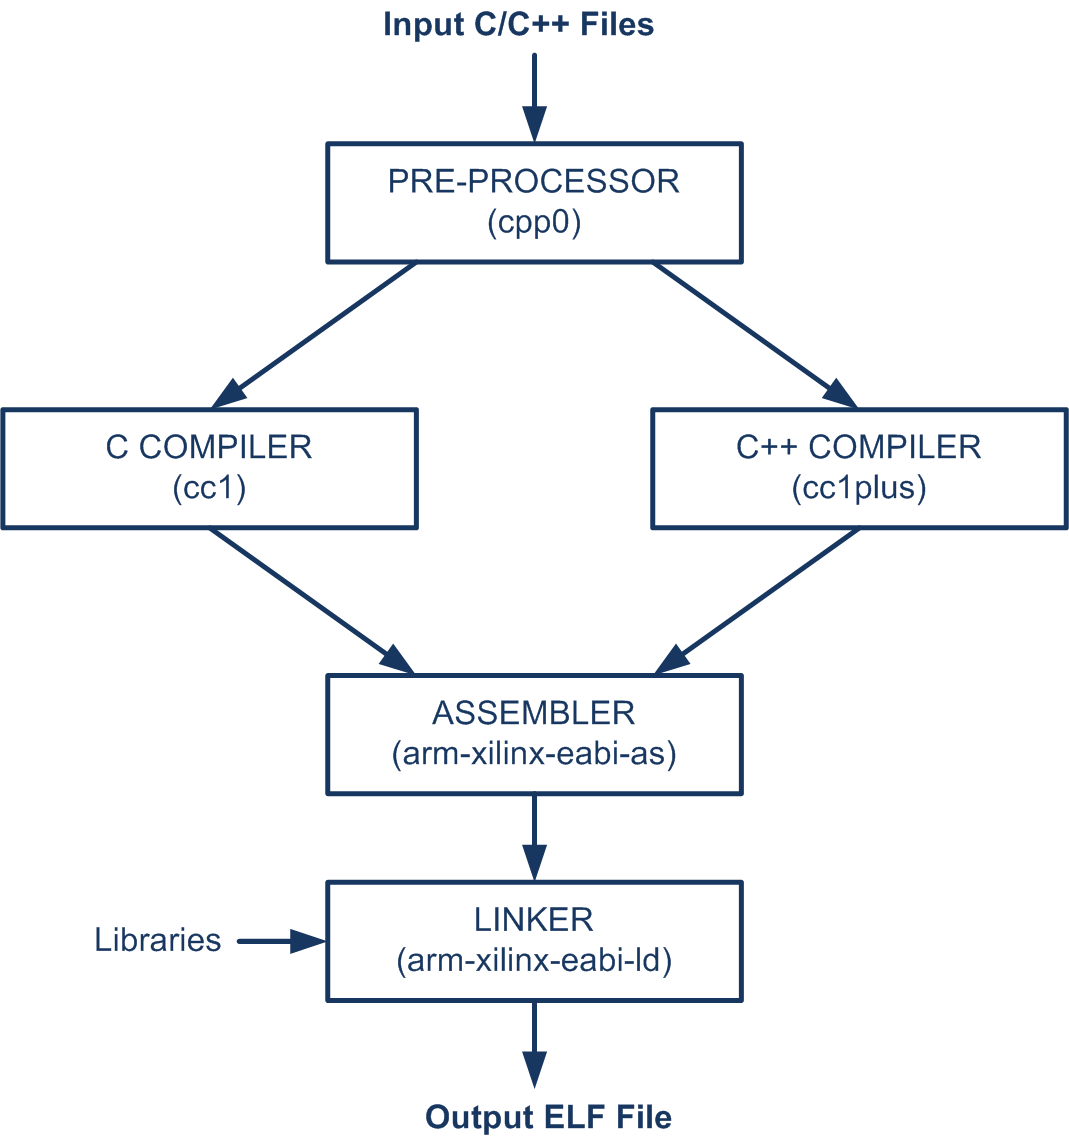 Input C/C++ Files
PRE-PROCESSOR
(cpp0)
C COMPILER
(cc1)
C++ COMPILER
(cc1plus)
ASSEMBLER
(arm-xilinx-eabi-as)
LINKER
(arm-xilinx-eabi-ld)
Libraries
Output ELF File